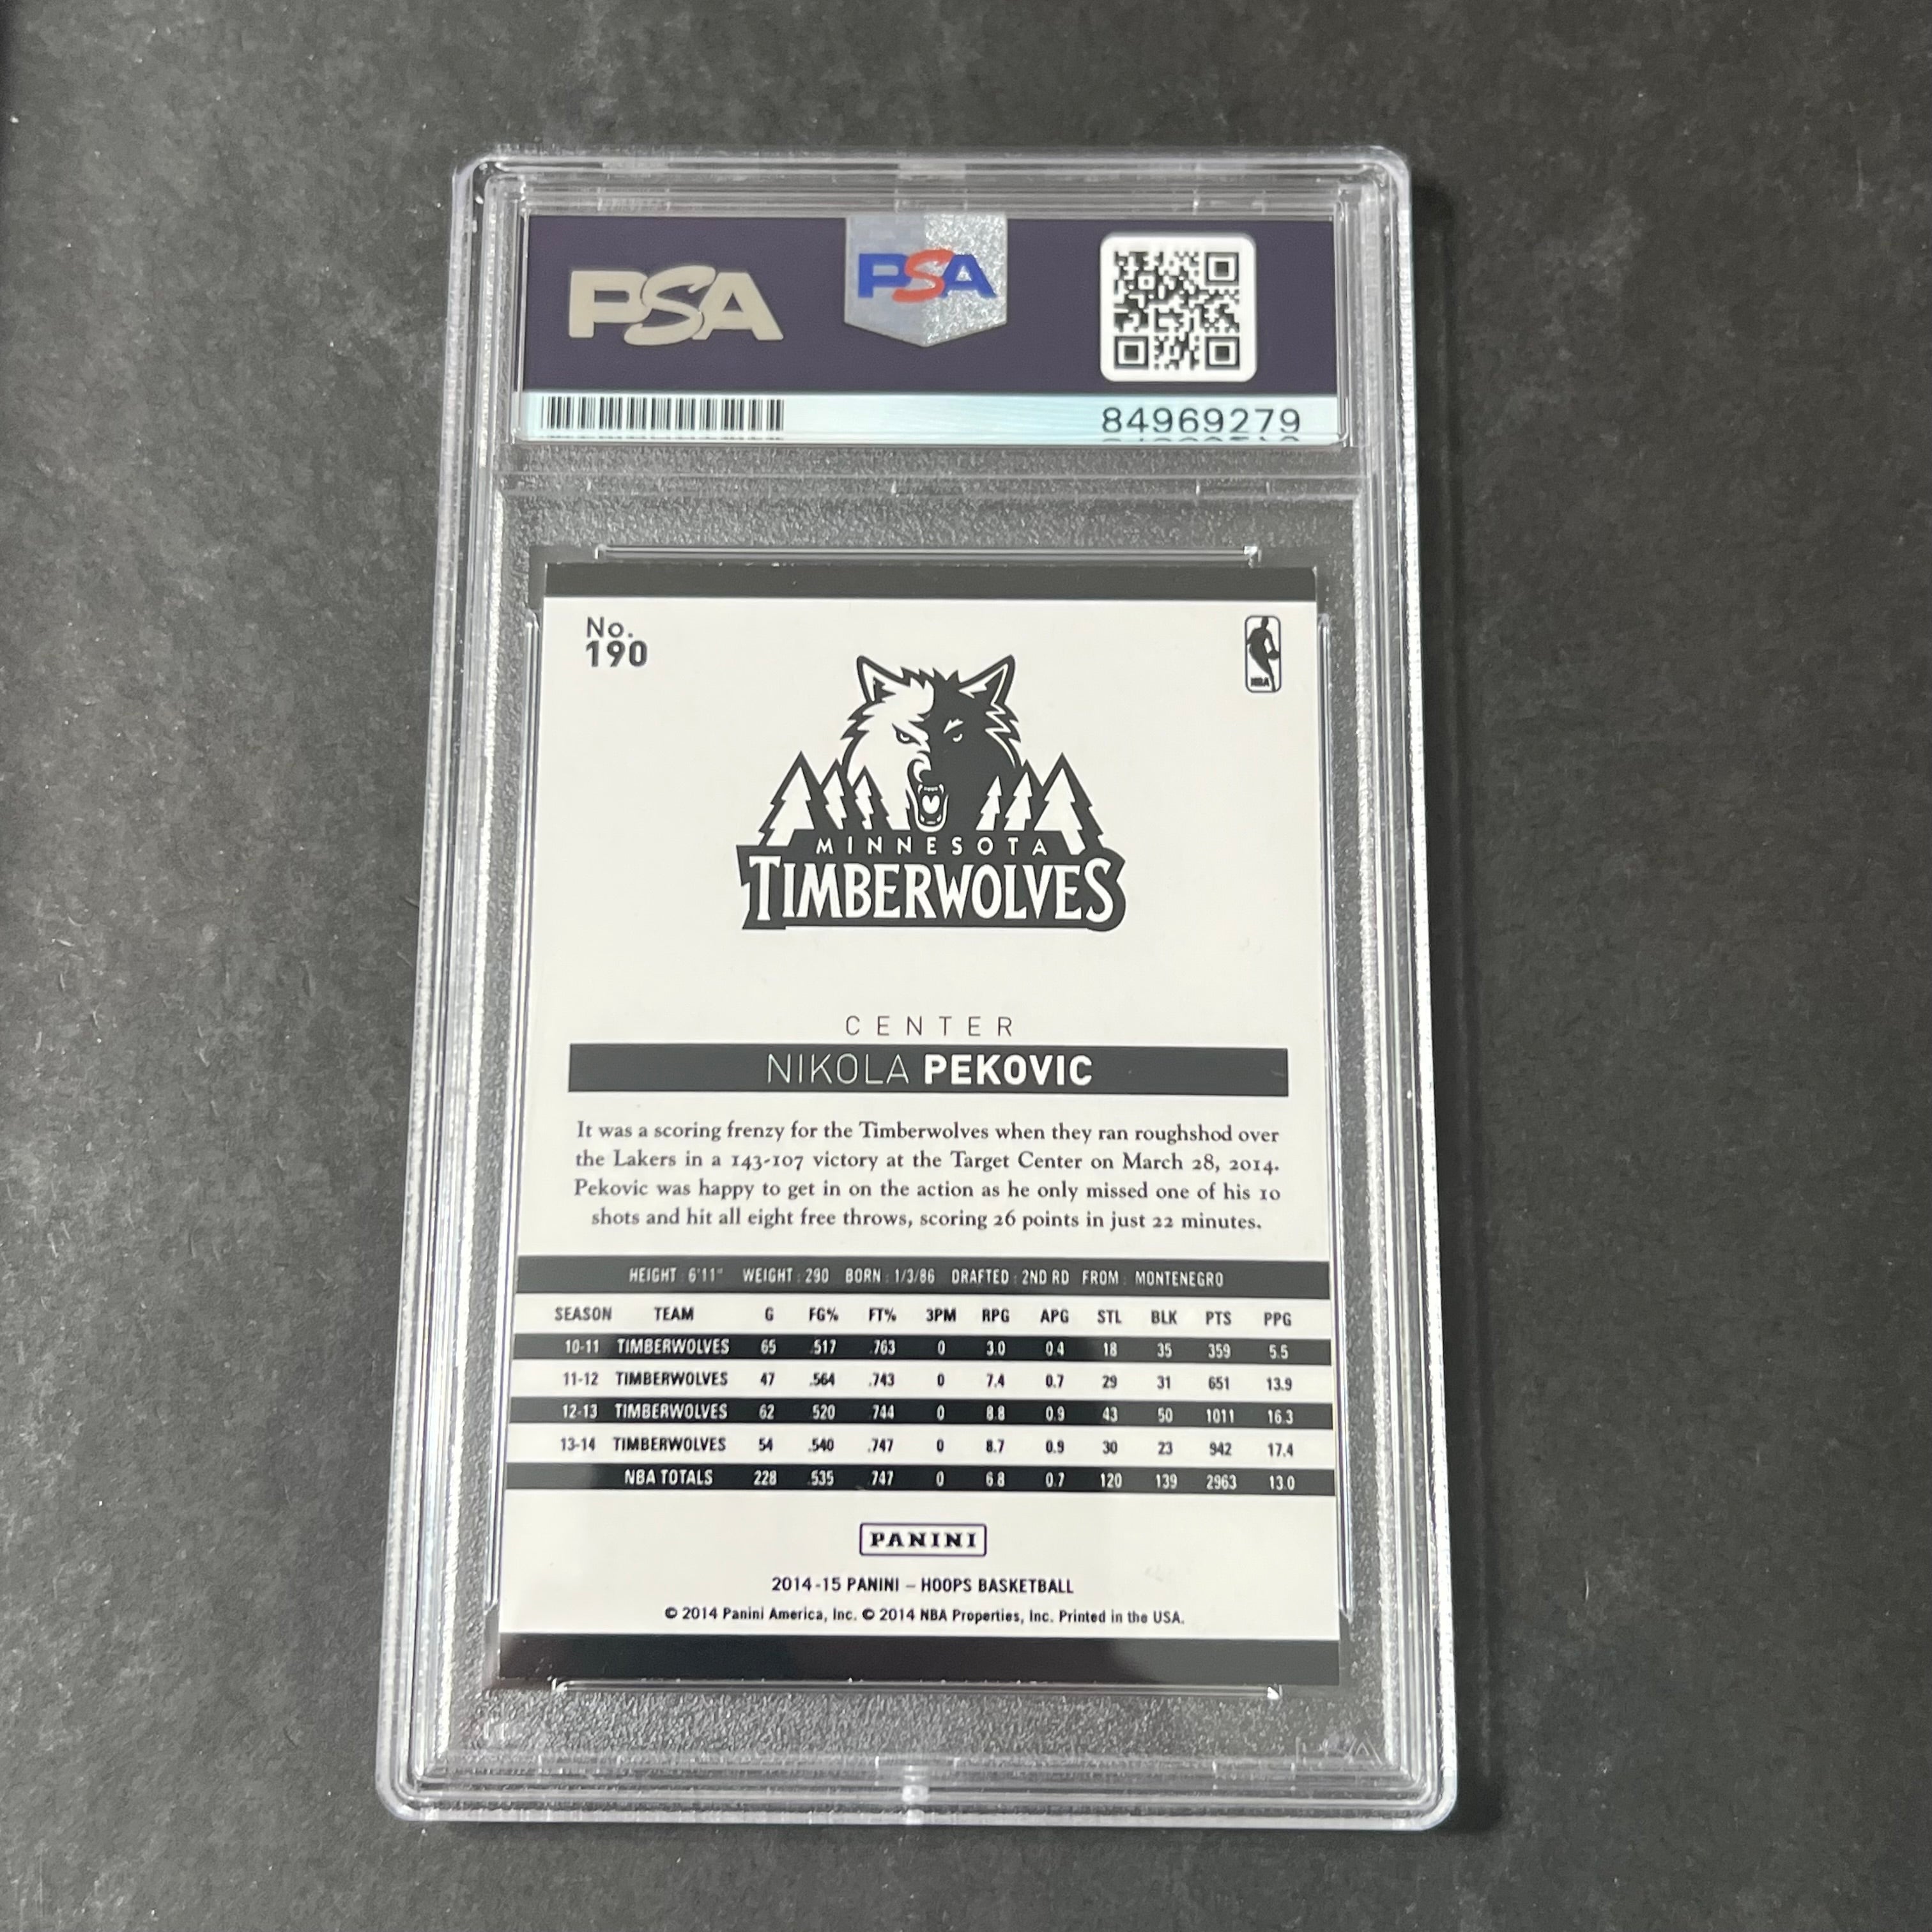 PSA
PSA
84969279
No.
190
NBA
MINNESOTA
TIMBERWOLVES
CENTER
NIKOLA PEKOVIC
It was a scoring frenzy for the Timberwolves when they ran roughshod over
the Lakers in a 143-107 victory at the Target Center on March 28, 2014.
Pekovic was happy to get in on the action as he only missed one of his 10
shots and hit all eight free throws, scoring 26 points in just 22 minutes.
HEIGHT : 6'11" WEIGHT : 290 BORN : 1/3/86 DRAFTED : 2ND RD FROM : MONTENEGRO
SEASON TEAM G FG% FT% 3PM RPG APG STL BLK PTS PPG
10-11 TIMBERWOLVES 65 .517 .763 0 3.0 0.4 18 35 359 5.5
11-12 TIMBERWOLVES 47 .564 .743 0 7.4 0.7 29 31 651 13.9
12-13 TIMBERWOLVES 62 .520 .744 0 8.8 0.9 43 50 1011 16.3
13-14 TIMBERWOLVES 54 .540 .747 0 8.7 0.9 30 23 942 17.4
NBA TOTALS 228 .535 .747 0 6.8 0.7 120 139 2963 13.0
PANINI
2014-15 PANINI – HOOPS BASKETBALL
© 2014 Panini America, Inc. © 2014 NBA Properties, Inc. Printed in the USA.